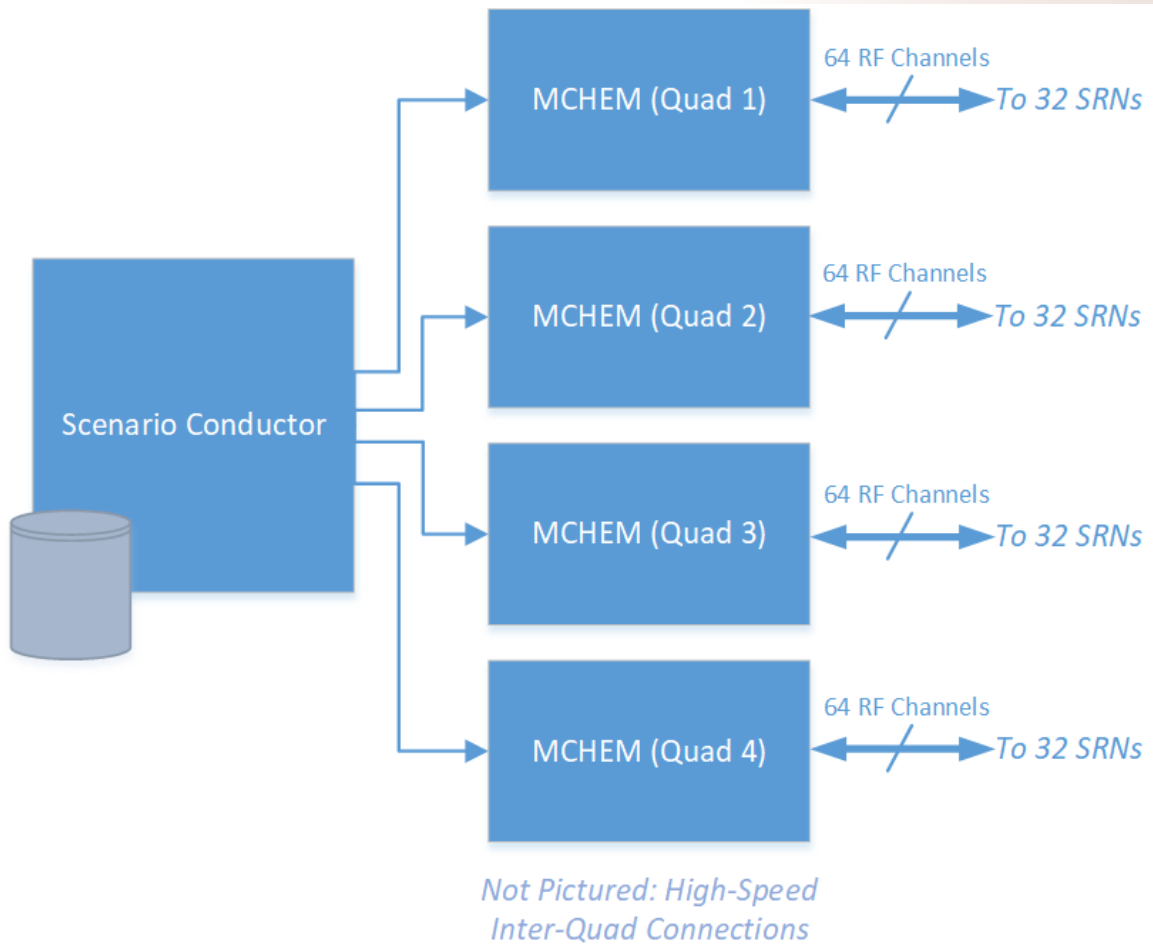 64 RF Channels
MCHEM (Quad 1)
To 32 SRNs
64 RF Channels
MCHEM (Quad 2)
To 32 SRNs
Scenario Conductor
64 RF Channels
MCHEM (Quad 3)
To 32 SRNs
64 RF Channels
MCHEM (Quad 4)
To 32 SRNs
Not Pictured: High-Speed
Inter-Quad Connections